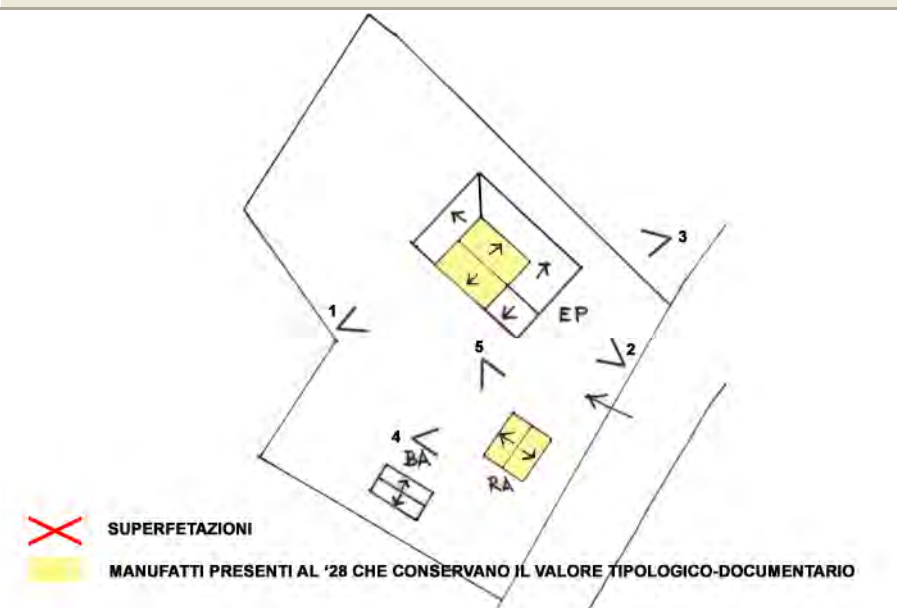 3
1
EP
2
5
4
BA
RA
SUPERFETAZIONI
MANUFATTI PRESENTI AL '28 CHE CONSERVANO IL VALORE TIPOLOGICO-DOCUMENTARIO